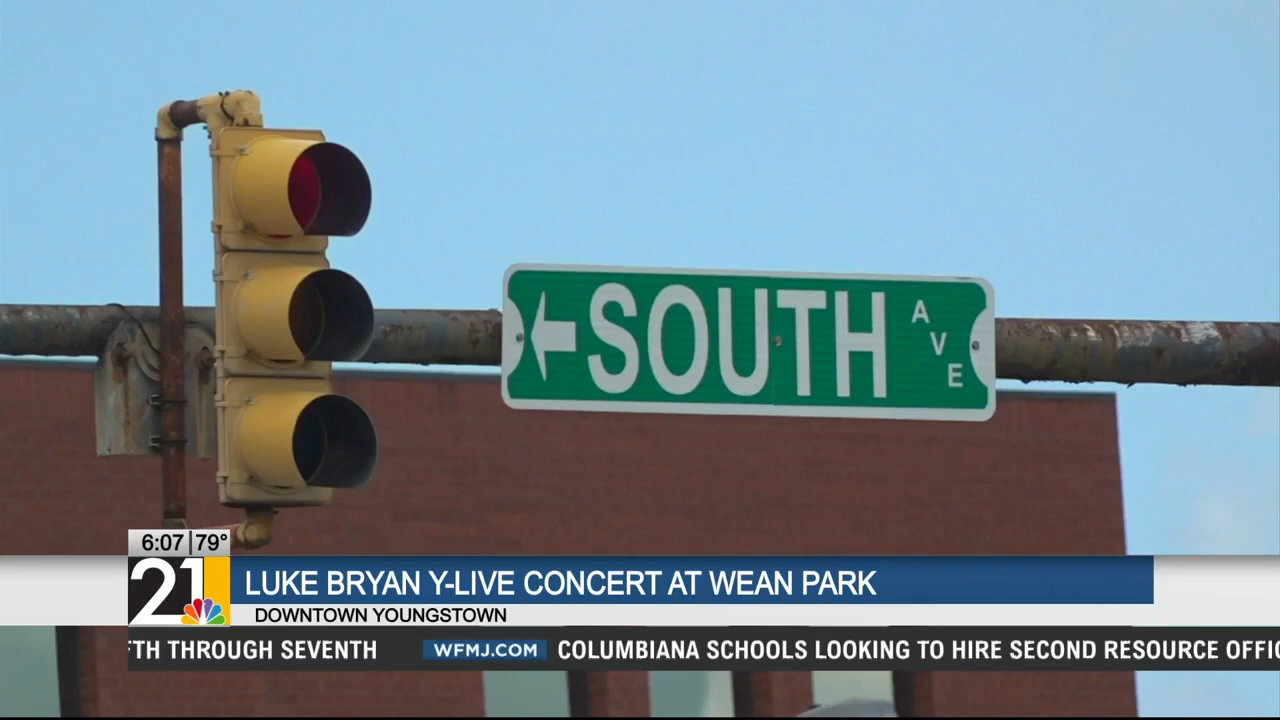 SOUTH AVE
6:07 79°
21
LUKE BRYAN Y-LIVE CONCERT AT WEAN PARK
DOWNTOWN YOUNGSTOWN
FTH THROUGH SEVENTH WFMJ.COM COLUMBIANA SCHOOLS LOOKING TO HIRE SECOND RESOURCE OFFIC